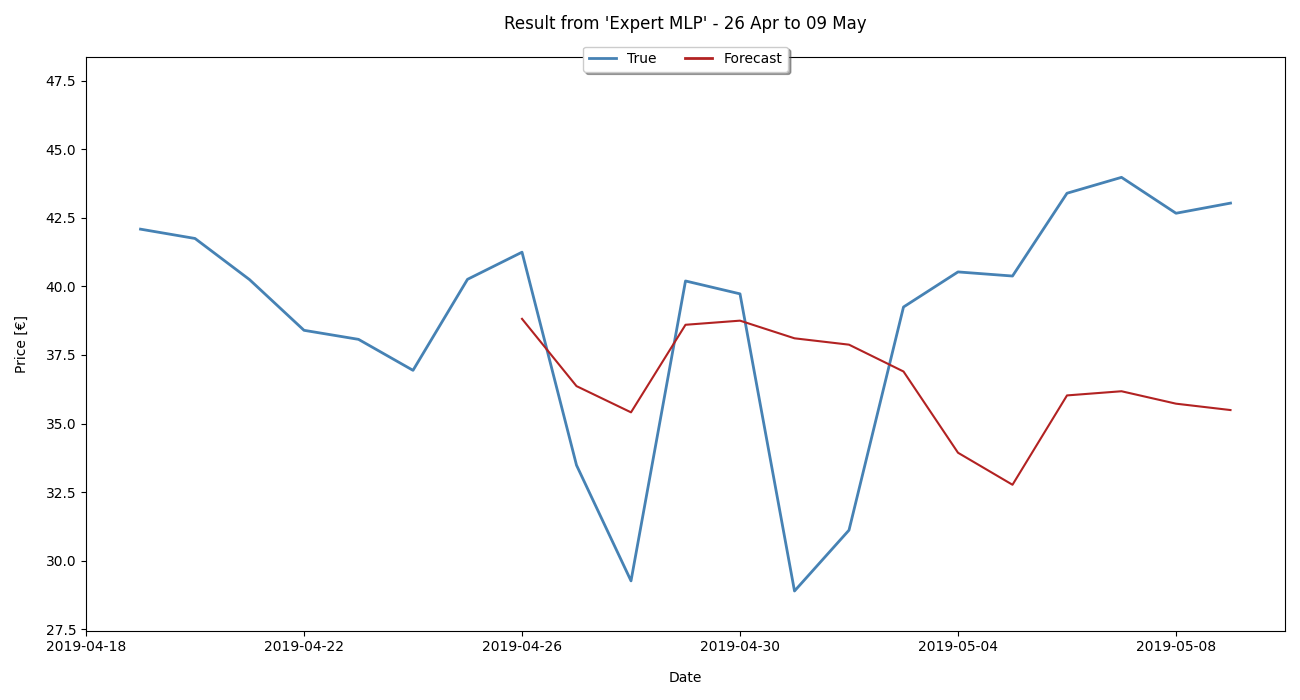 Result from 'Expert MLP' - 26 Apr to 09 May
True Forecast
47.5
45.0
42.5
40.0
37.5
35.0
32.5
30.0
27.5
Price [€]
2019-04-18 2019-04-22 2019-04-26 2019-04-30 2019-05-04 2019-05-08
Date